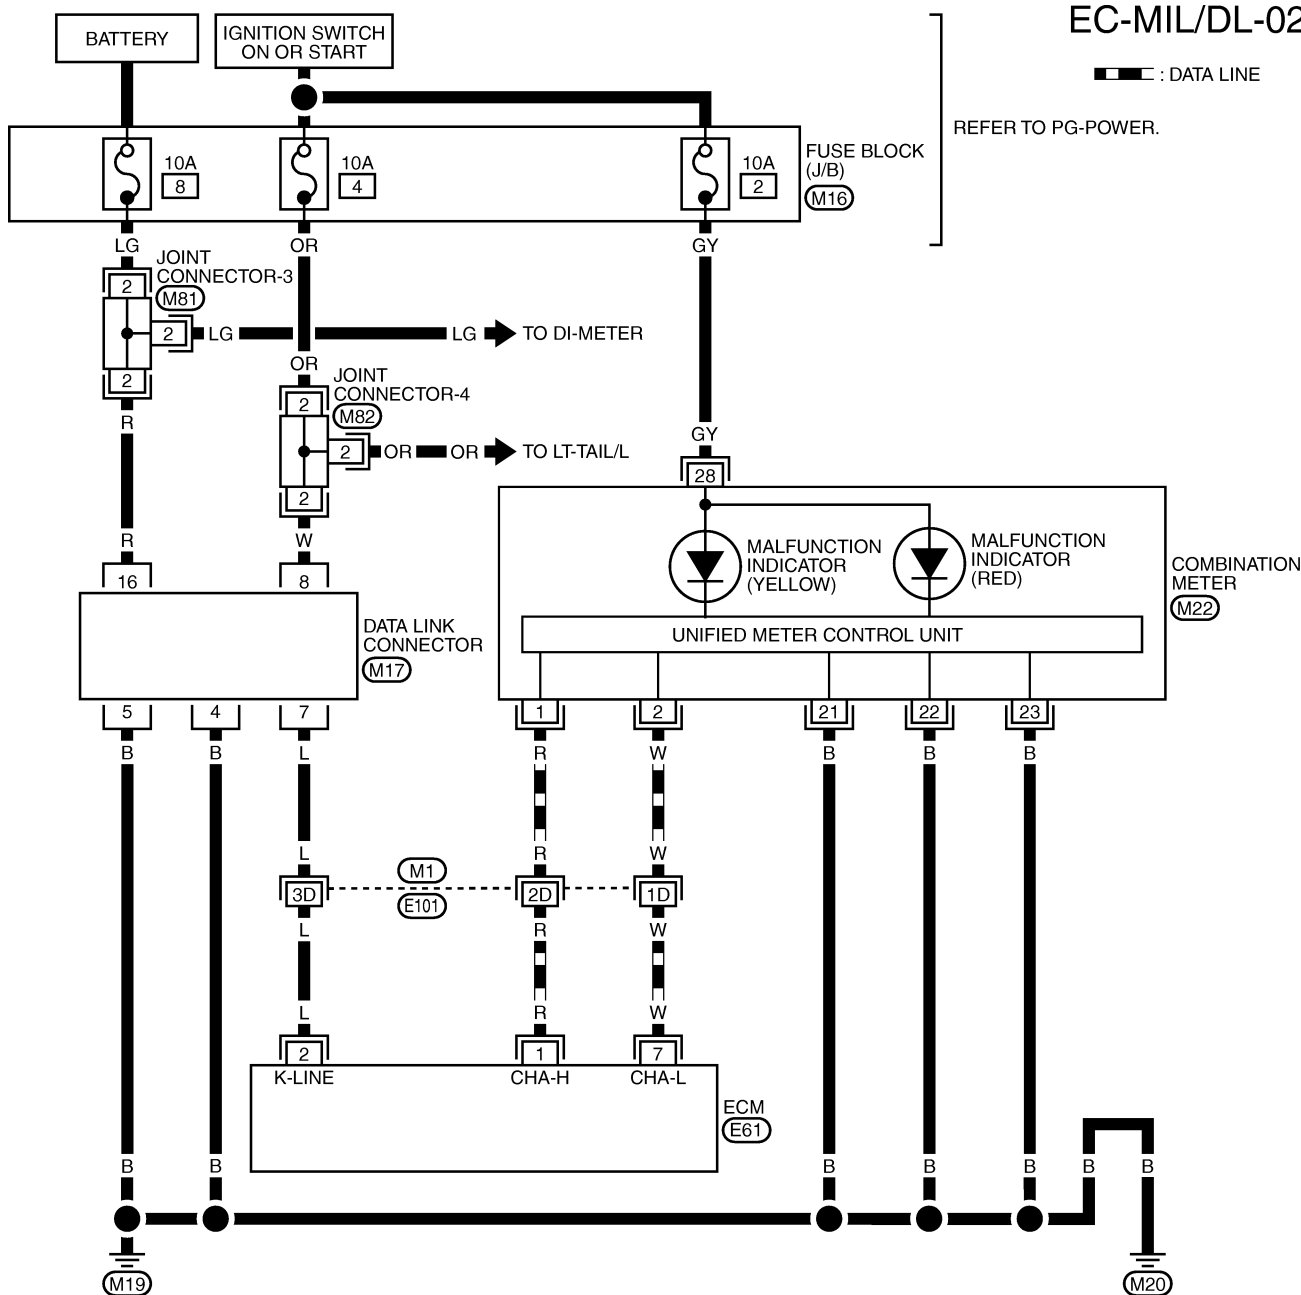 EC-MIL/DL-02
BATTERY
IGNITION SWITCH
ON OR START
: DATA LINE
REFER TO PG-POWER.
10A
8
10A
4
10A
2
FUSE BLOCK
(J/B)
M16
LG
OR
GY
JOINT
CONNECTOR-3
M81
2
2
LG
LG
TO DI-METER
2
OR
JOINT
CONNECTOR-4
M82
2
R
2
OR
OR
TO LT-TAIL/L
GY
28
2
R
W
16
8
MALFUNCTION
INDICATOR
(YELLOW)
MALFUNCTION
INDICATOR
(RED)
COMBINATION
METER
M22
DATA LINK
CONNECTOR
M17
UNIFIED METER CONTROL UNIT
5
4
7
1
2
21
22
23
B
B
L
R
W
B
B
B
L
R
W
M1
E101
3D
2D
1D
L
R
W
L
R
W
2
1
7
K-LINE
CHA-H
CHA-L
ECM
E61
B
B
B
B
B
B
B
M19
M20